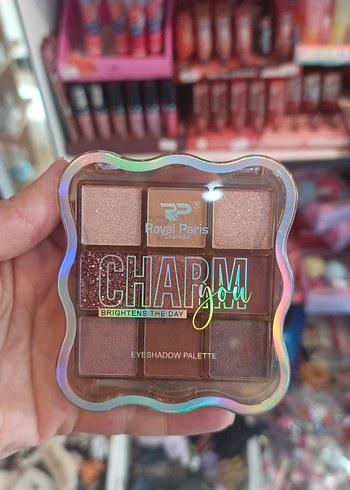 RP®
Royal Paris
Cosmetics
CHARM
you
BRIGHTENS THE DAY
EYESHADOW PALETTE